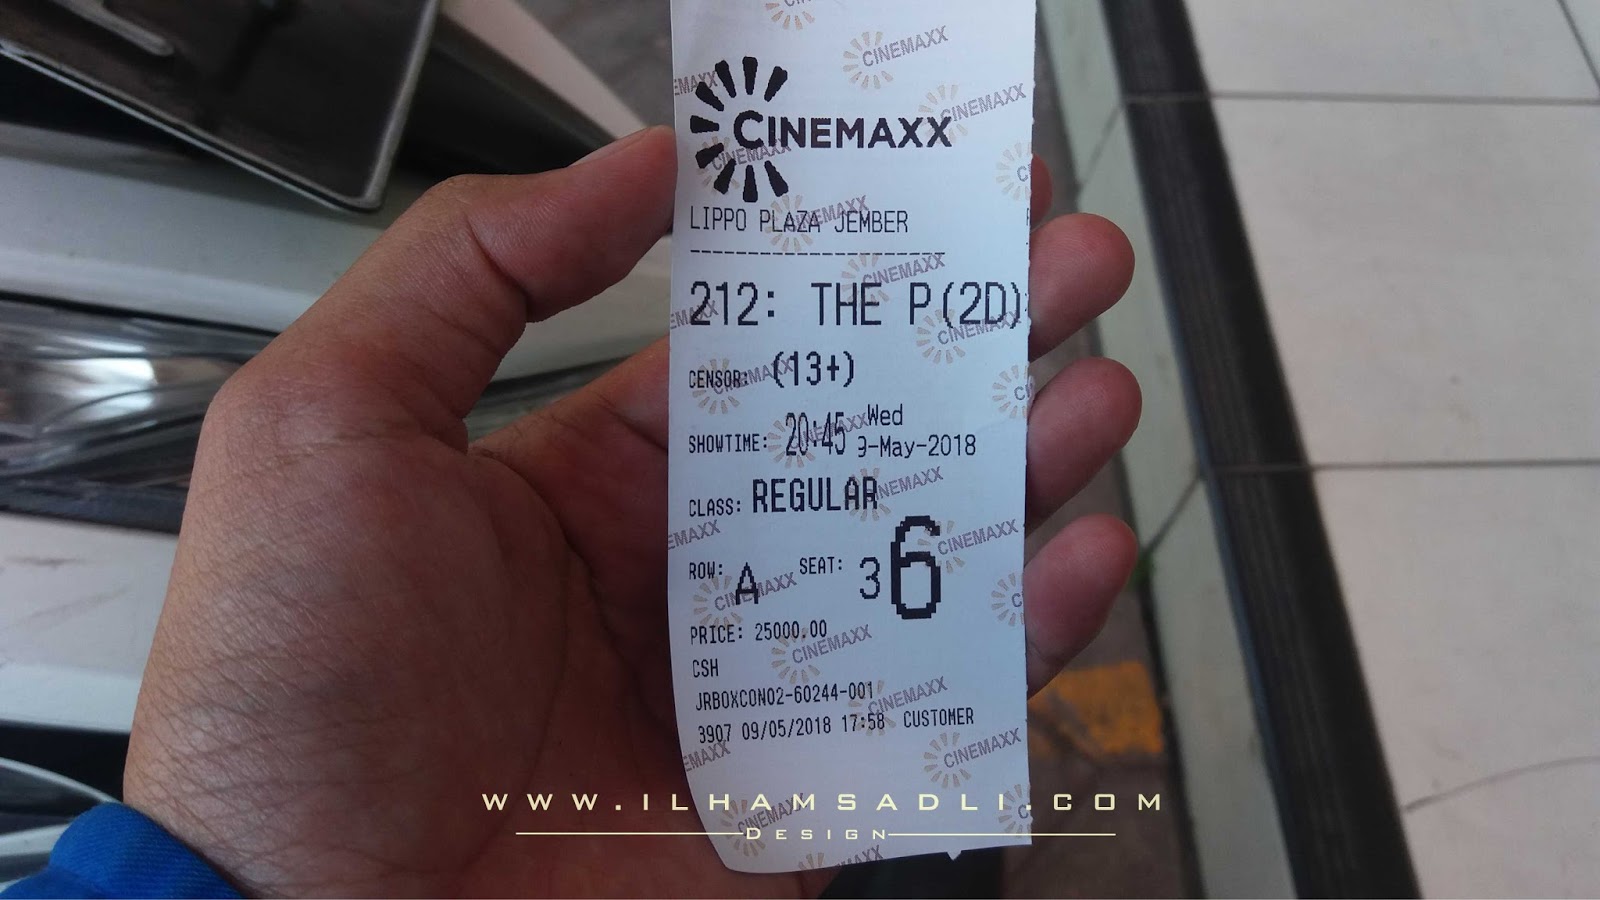 CINEMAXX
LIPPO PLAZA JEMBER
--------------------
212: THE P(2D)
CENSOR: (13+)
SHOWTIME: 20:45 Wed
9-May-2018
CLASS: REGULAR
ROW: A SEAT: 3 6
PRICE: 25000.00
CSH
JRBOXCON02-60244-001
3907 09/05/2018 17:58 CUSTOMER
WWW.ILHAMSADLI.COM
DESIGN